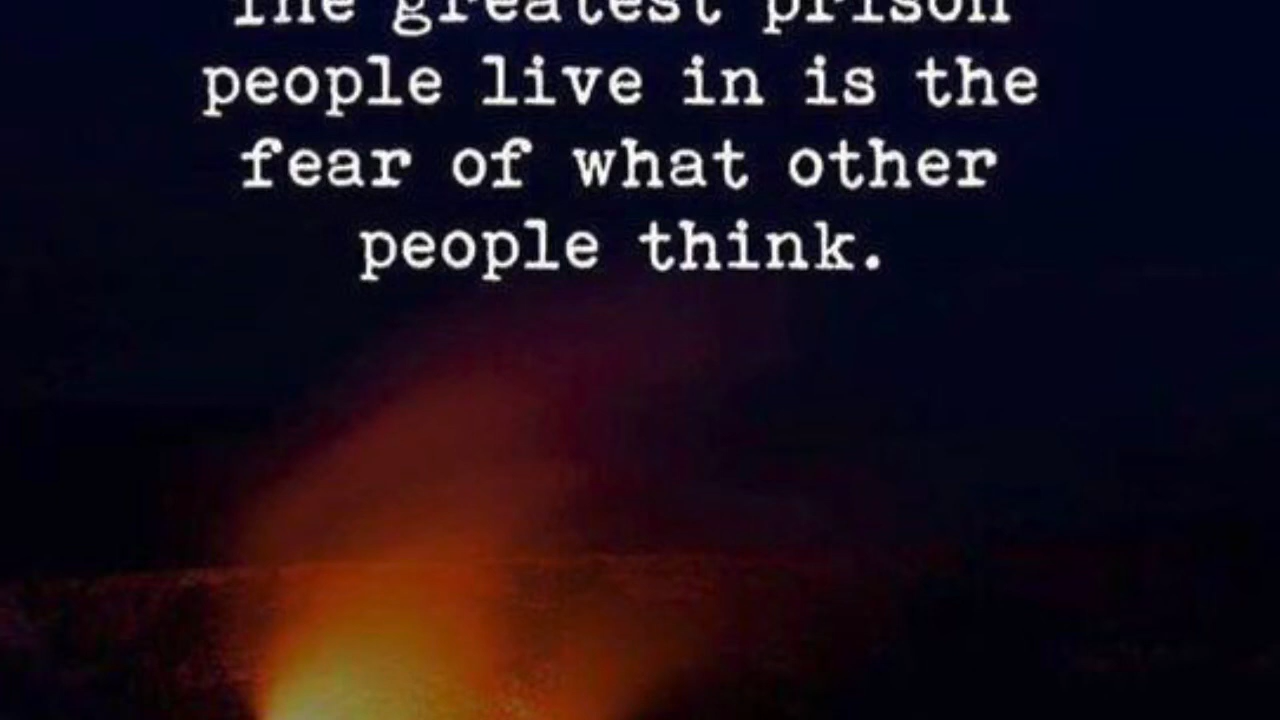 The greatest prison
people live in is the
fear of what other
people think.